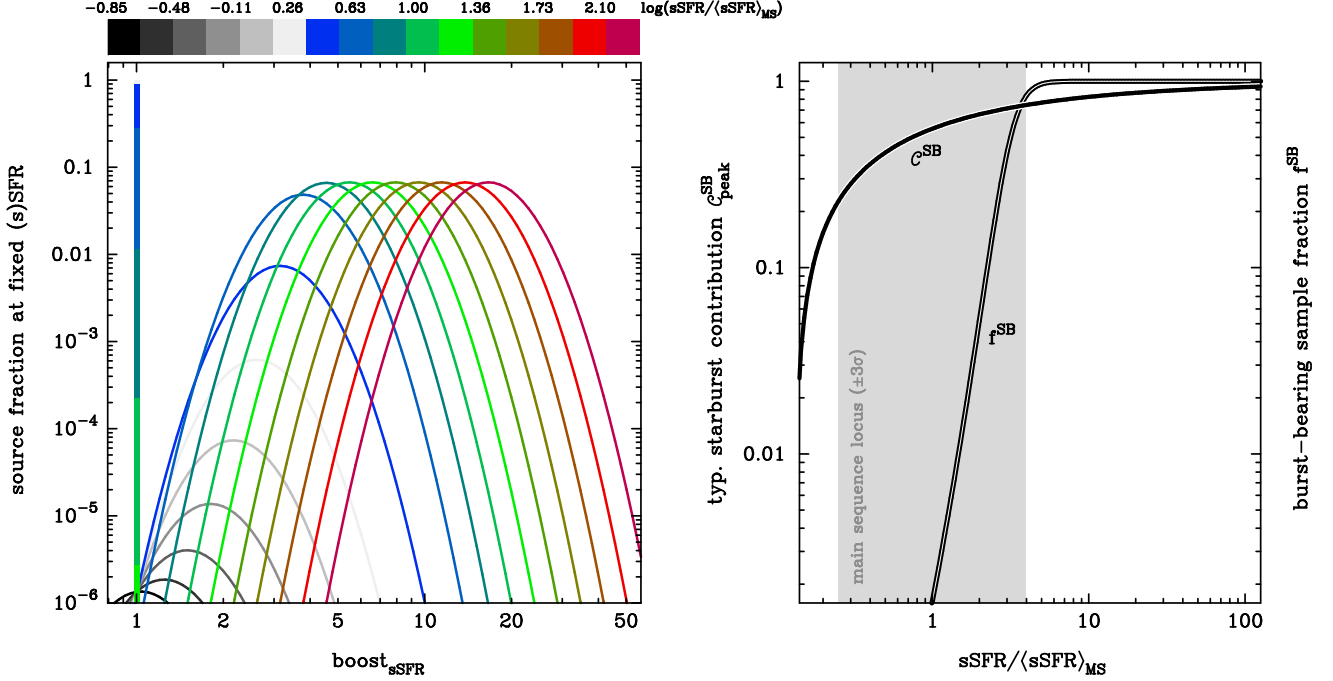 −0.85 −0.48 −0.11 0.26 0.63 1.00 1.36 1.73 2.10 log(sSFR/⟨sSFR⟩MS)
source fraction at fixed (s)SFR
1
0.1
0.01
10−3
10−4
10−5
10−6
1 2 5 10 20 50
boostsSFR
typ. starburst contribution 𝒞SBpeak
1
0.1
0.01
𝒞SB
fSB
main sequence locus (±3σ)
1 10 100
sSFR/⟨sSFR⟩MS
burst−bearing sample fraction fSB